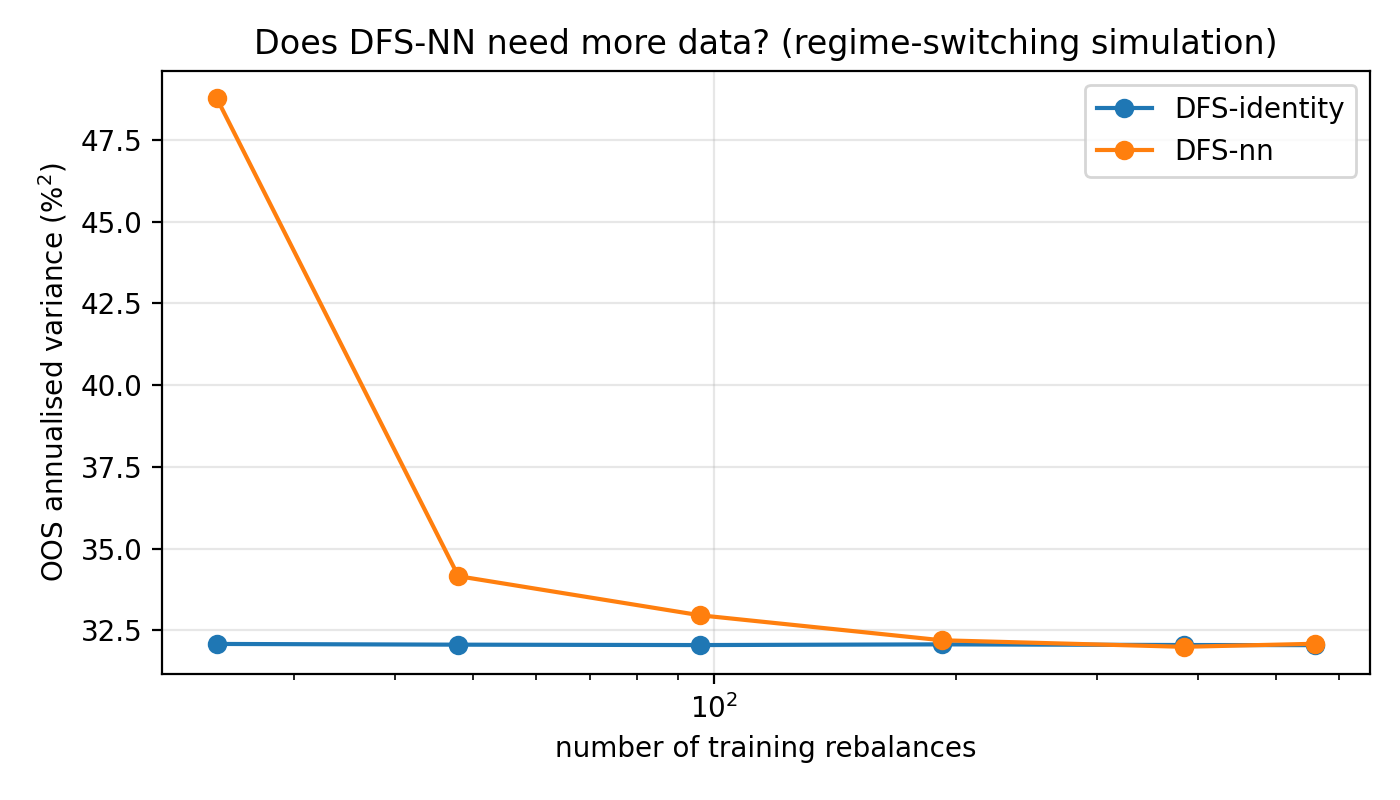 Does DFS-NN need more data? (regime-switching simulation)
DFS-identity
DFS-nn
OOS annualised variance (%²)
47.5
45.0
42.5
40.0
37.5
35.0
32.5
10²
number of training rebalances